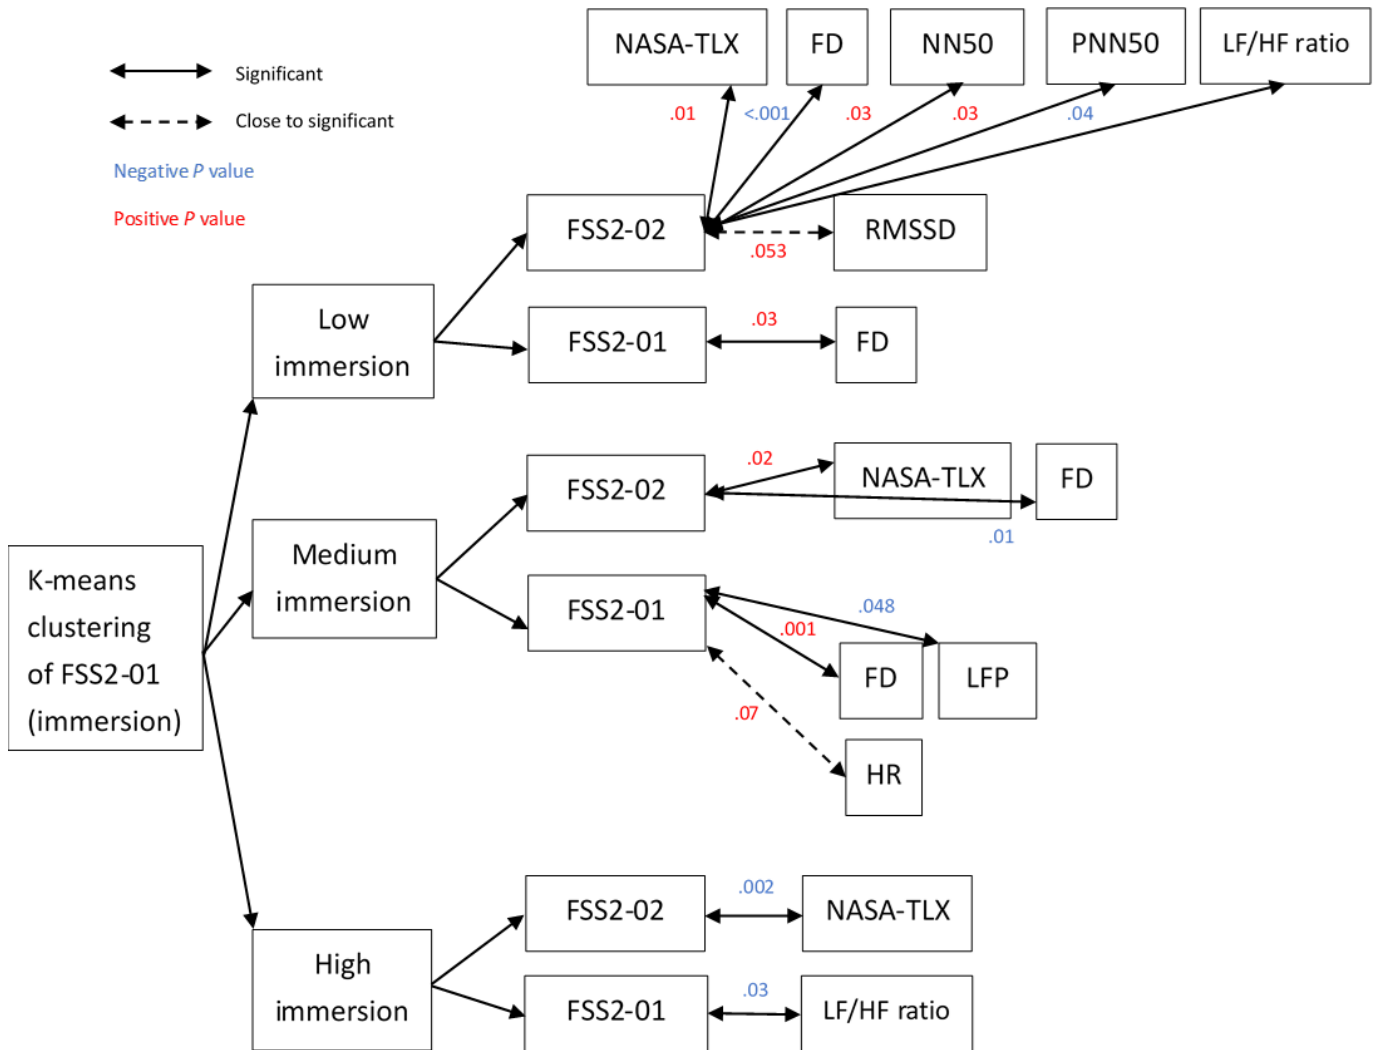 NASA-TLX
FD
NN50
PNN50
LF/HF ratio
Significant
Close to significant
Negative P value
Positive P value
.01
<.001
.03
.03
.04
FSS2-02
RMSSD
.053
Low
immersion
FSS2-01
.03
FD
FSS2-02
.02
NASA-TLX
FD
.01
K-means
clustering
of FSS2-01
(immersion)
Medium
immersion
FSS2-01
.048
.001
FD
LFP
.07
HR
High
immersion
FSS2-02
.002
NASA-TLX
FSS2-01
.03
LF/HF ratio